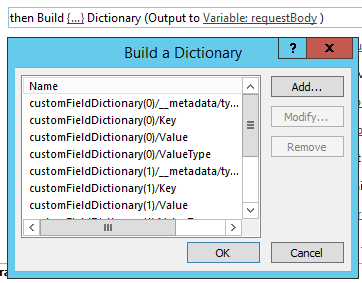 then Build {...} Dictionary (Output to Variable: requestBody )
Build a Dictionary
?
x
Name
customFieldDictionary(0)/__metadata/ty...
customFieldDictionary(0)/Key
customFieldDictionary(0)/Value
customFieldDictionary(0)/ValueType
customFieldDictionary(1)/__metadata/ty...
customFieldDictionary(1)/Key
customFieldDictionary(1)/Value
Add...
Modify...
Remove
OK
Cancel